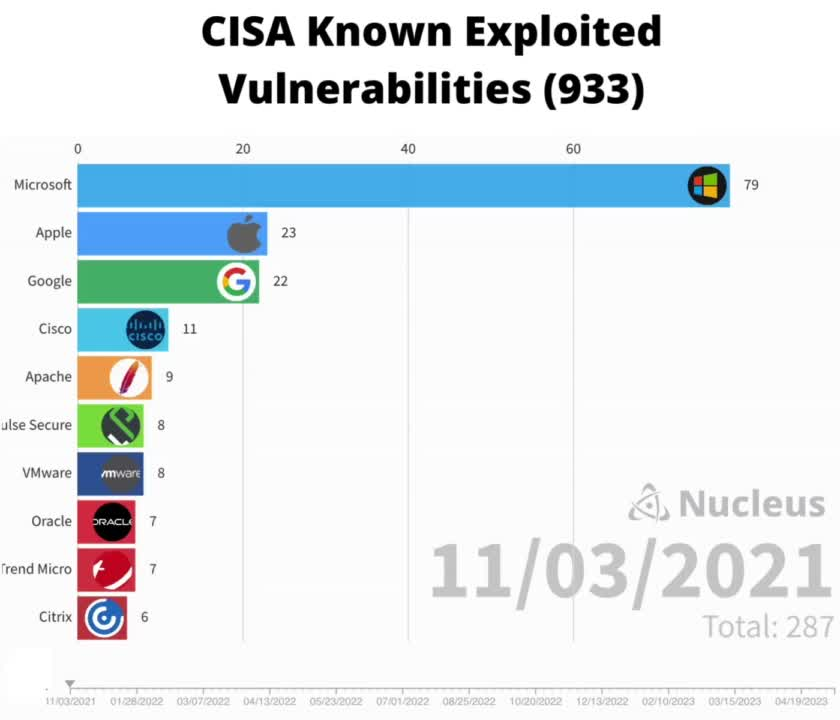 CISA Known Exploited
Vulnerabilities (933)
0 20 40 60
Microsoft 79
Apple 23
Google 22
Cisco CISCO 11
Apache 9
ulse Secure 8
VMware mware 8
Oracle ORACL 7
Trend Micro 7
Citrix 6
Nucleus
11/03/2021
Total: 287
11/03/2021 01/28/2022 03/07/2022 04/13/2022 05/23/2022 07/01/2022 08/25/2022 10/20/2022 12/13/2022 02/10/2023 03/15/2023 04/19/2023